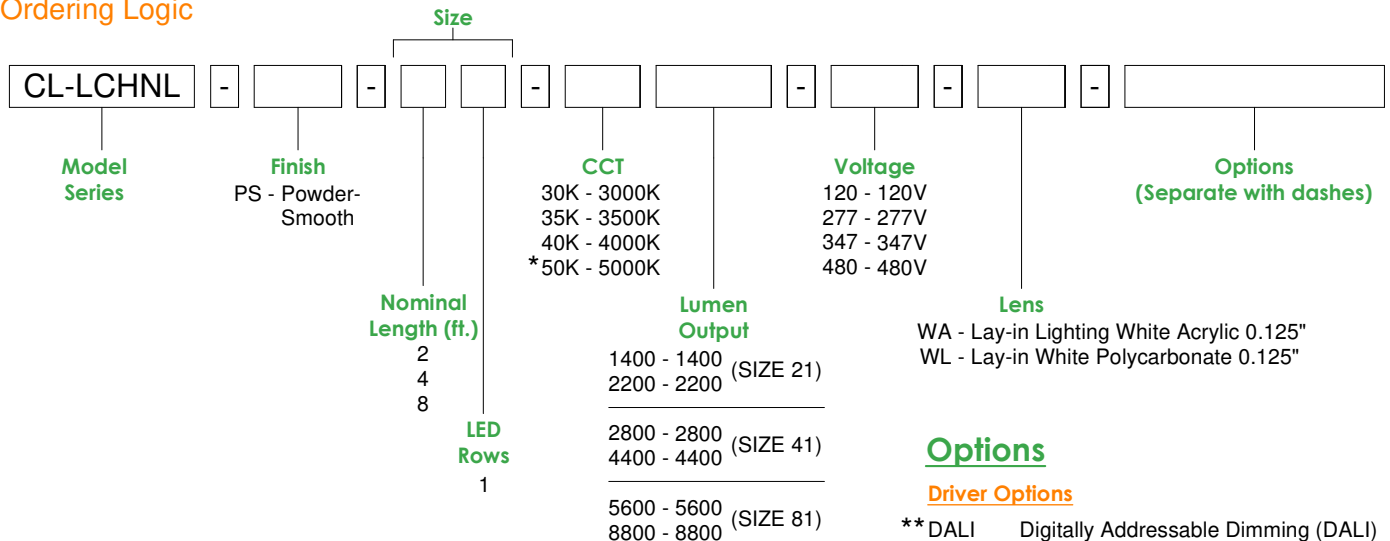 Ordering Logic
Size
CL-LCHNL - - - - - -
Model Series
Finish
PS - Powder-
Smooth
CCT
30K - 3000K
35K - 3500K
40K - 4000K
*50K - 5000K
Voltage
120 - 120V
277 - 277V
347 - 347V
480 - 480V
Options
(Separate with dashes)
Nominal
Length (ft.)
2
4
8
LED
Rows
1
Lumen
Output
1400 - 1400
2200 - 2200 (SIZE 21)
2800 - 2800
4400 - 4400 (SIZE 41)
5600 - 5600
8800 - 8800 (SIZE 81)
Lens
WA - Lay-in Lighting White Acrylic 0.125"
WL - Lay-in White Polycarbonate 0.125"
Options
Driver Options
**DALI Digitally Addressable Dimming (DALI)